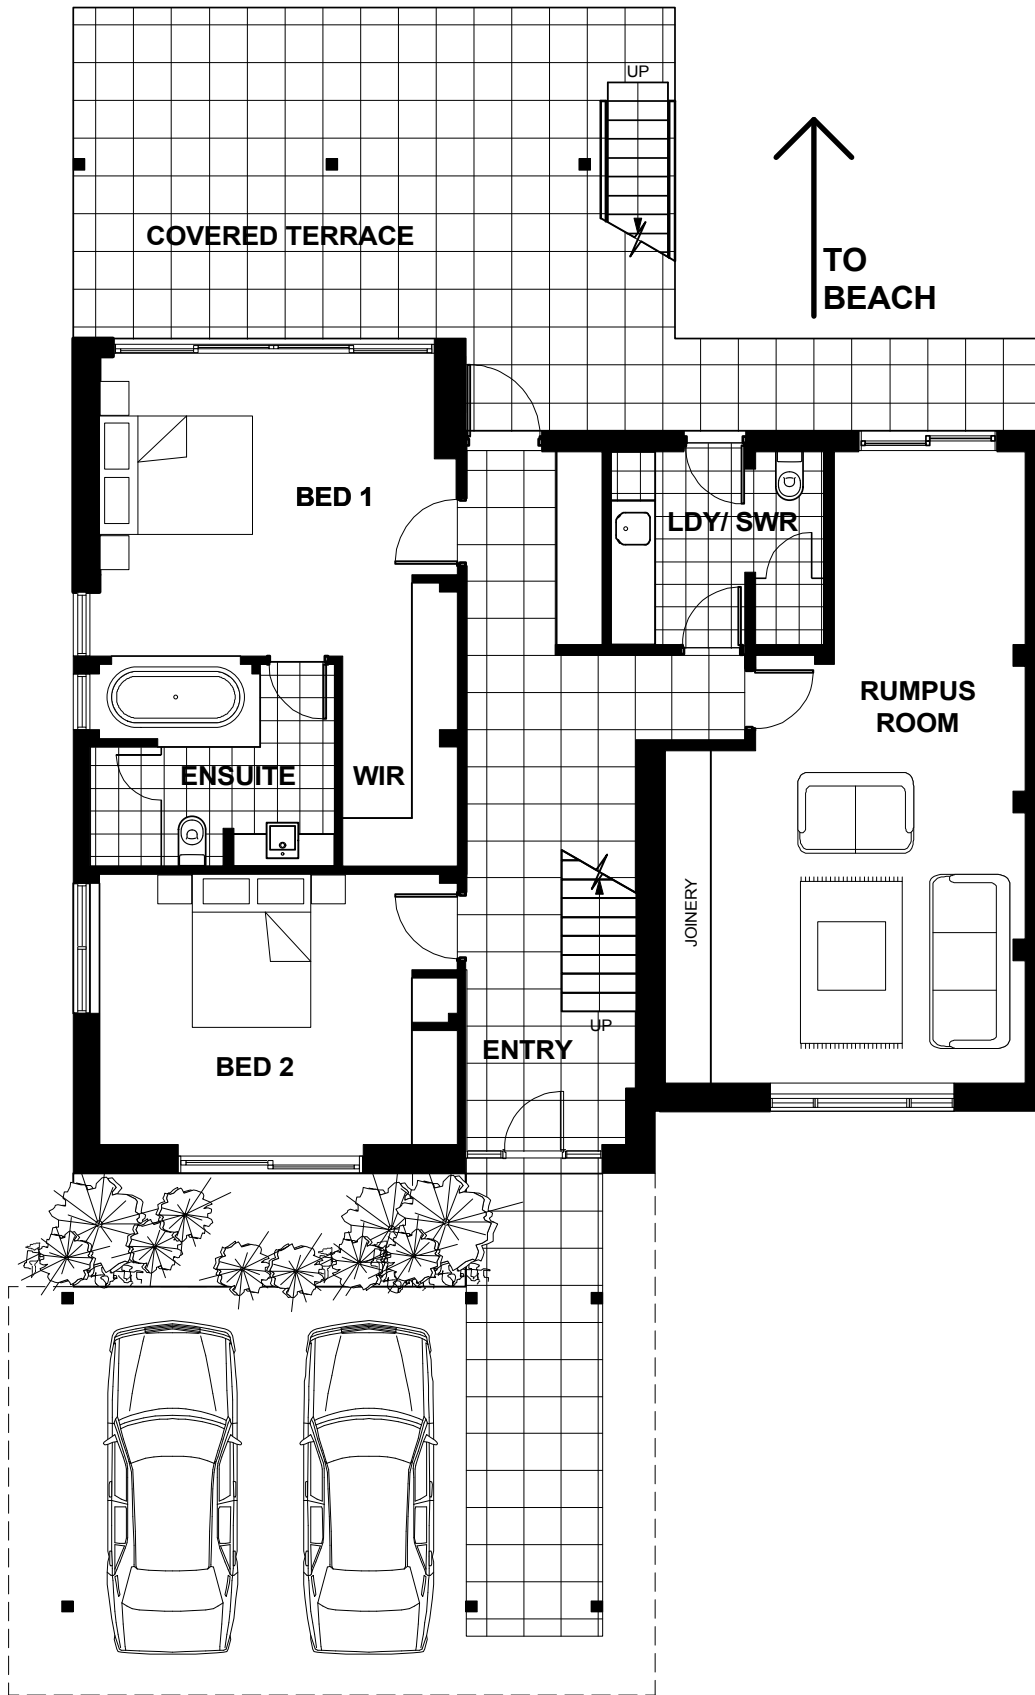 UP
COVERED TERRACE
TO
BEACH
BED 1
LDY/ SWR
RUMPUS
ROOM
ENSUITE
WIR
JOINERY
UP
ENTRY
BED 2